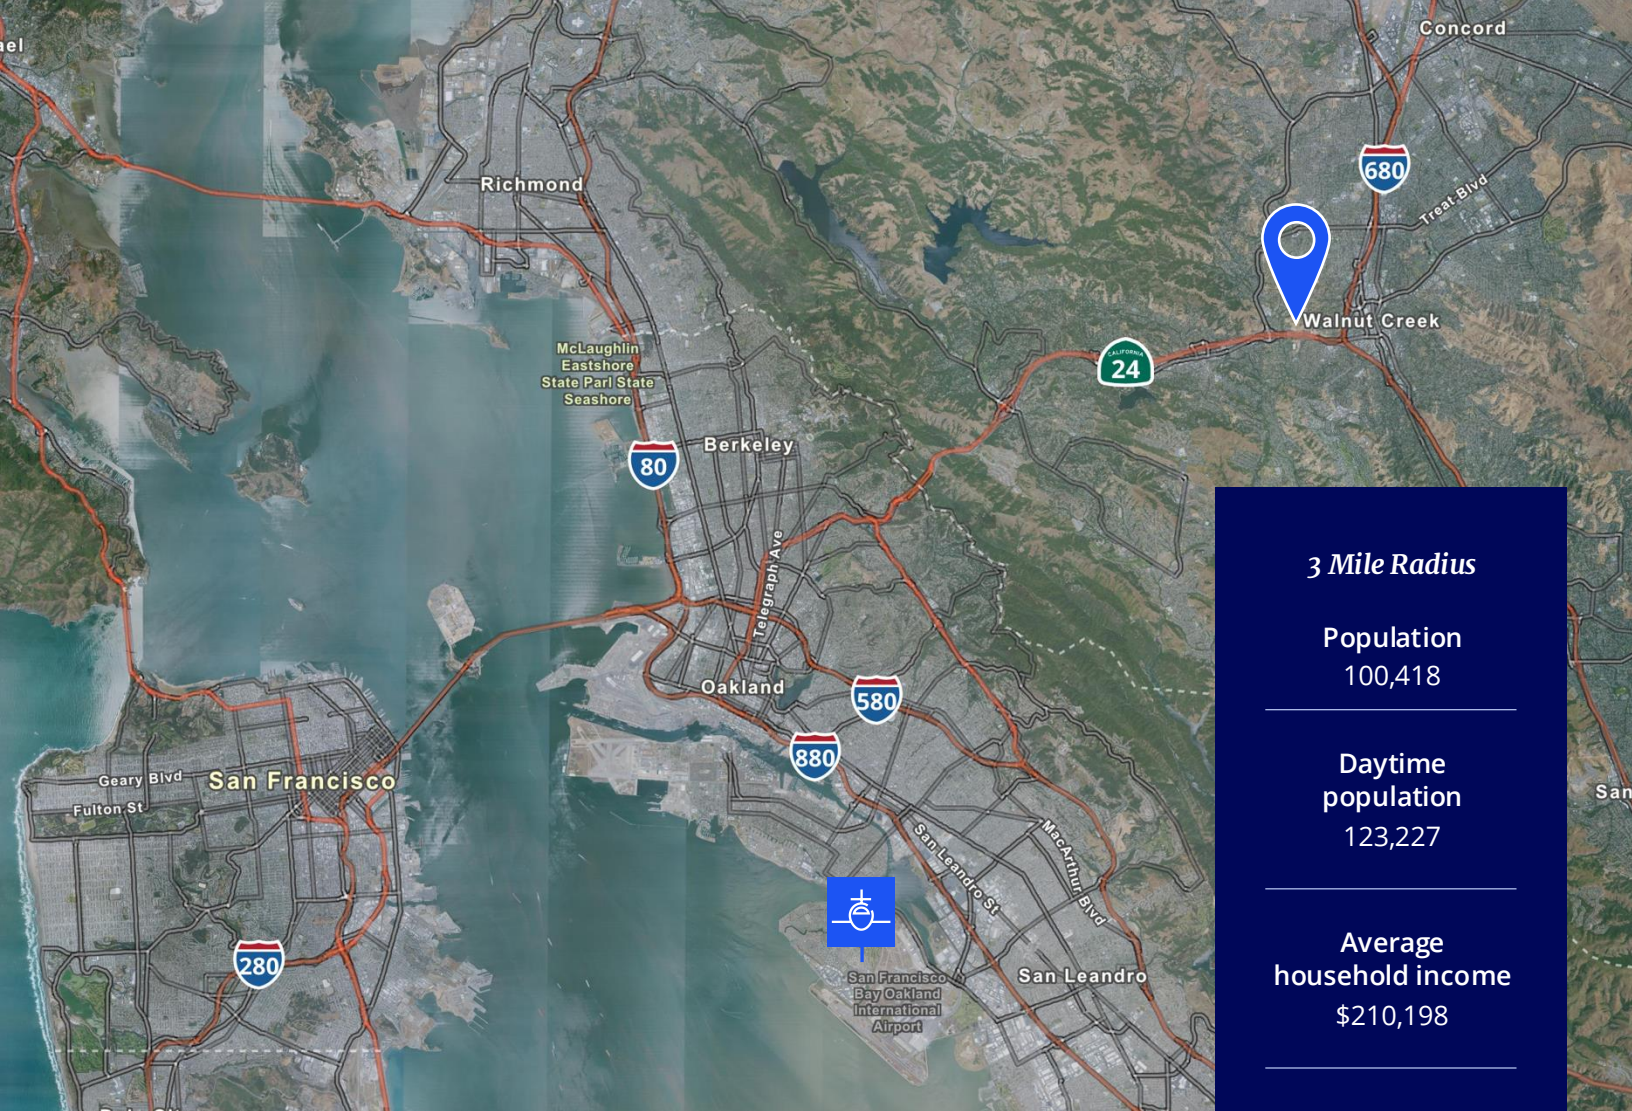 Concord
ael
680
Treat Blvd
Richmond
Walnut Creek
McLaughlin
Eastshore
State Parl State
Seashore
CALIFORNIA
24
Berkeley
80
Telegraph Ave
3 Mile Radius
Population
100,418
Oakland
580
880
Daytime
population
123,227
Geary Blvd
San Francisco
Fulton St
San
San Leandro St
MacArthur Blvd
Average
household income
$210,198
280
San Francisco
Bay Oakland
International
Airport
San Leandro